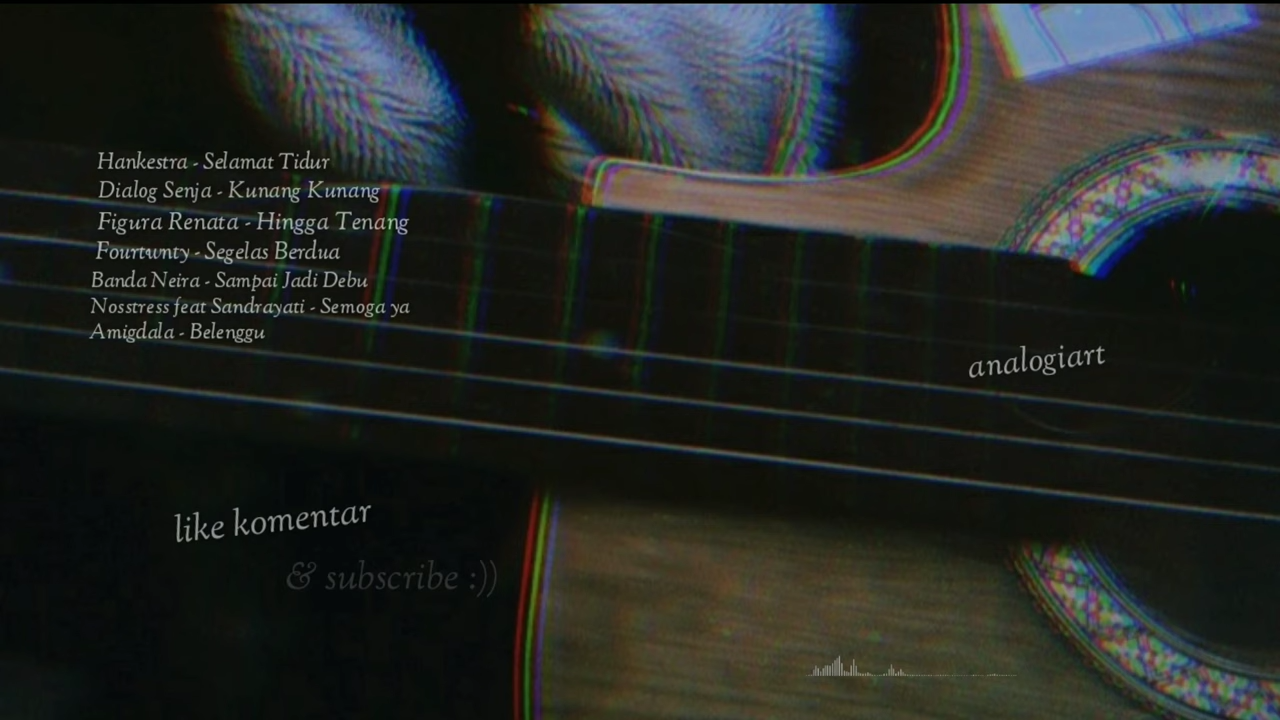 Hankestra - Selamat Tidur
Dialog Senja - Kunang Kunang
Figura Renata - Hingga Tenang
Fourtwnty - Segelas Berdua
Banda Neira - Sampai Jadi Debu
Nosstress feat Sandrayati - Semoga ya
Amigdala - Belenggu
analogiart
like komentar
& subscribe :))